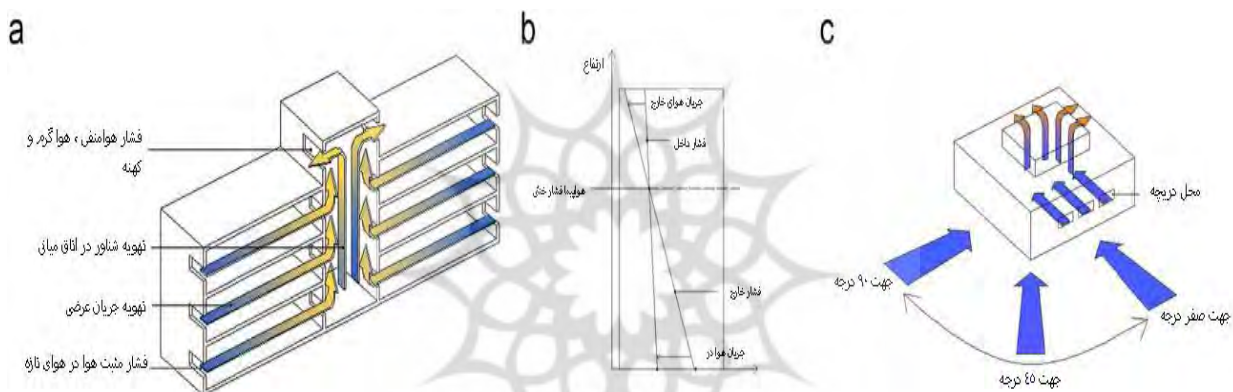 a
فشار هوامنفی ، هوا گرم و
کهنه
تهویه شناور در اتاق میانی
تهویه جریان عرضی
فشار مثبت هوا در هوای تازه
b
ارتفاع
جریان هوای خارج
فشار داخل
فشار خارج
جریان هوا در
c
محل دریچه
جهت ۹۰ درجه
جهت صفر درجه
جهت ٤٥ درجه